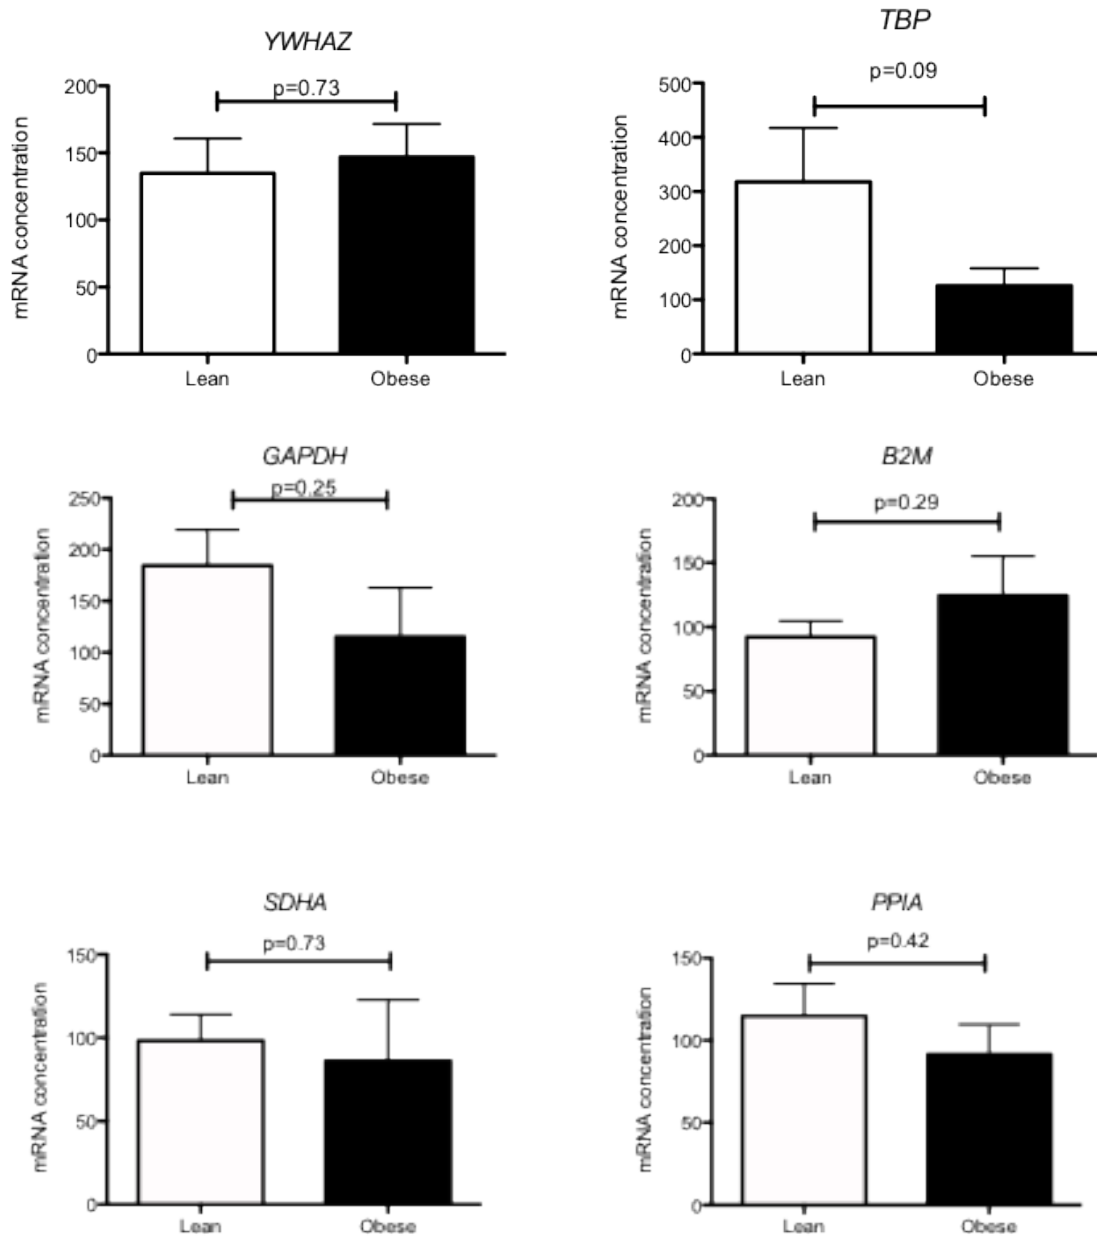 YWHAZ
p=0.73
mRNA concentration
200
150
100
50
0
Lean Obese
TBP
p=0.09
mRNA concentration
500
400
300
200
100
0
Lean Obese
GAPDH
p=0.25
mRNA concentration
250
200
150
100
50
0
Lean Obese
B2M
p=0.29
mRNA concentration
200
150
100
50
0
Lean Obese
SDHA
p=0.73
mRNA concentration
150
100
50
0
Lean Obese
PPIA
p=0.42
mRNA concentration
150
100
50
0
Lean Obese